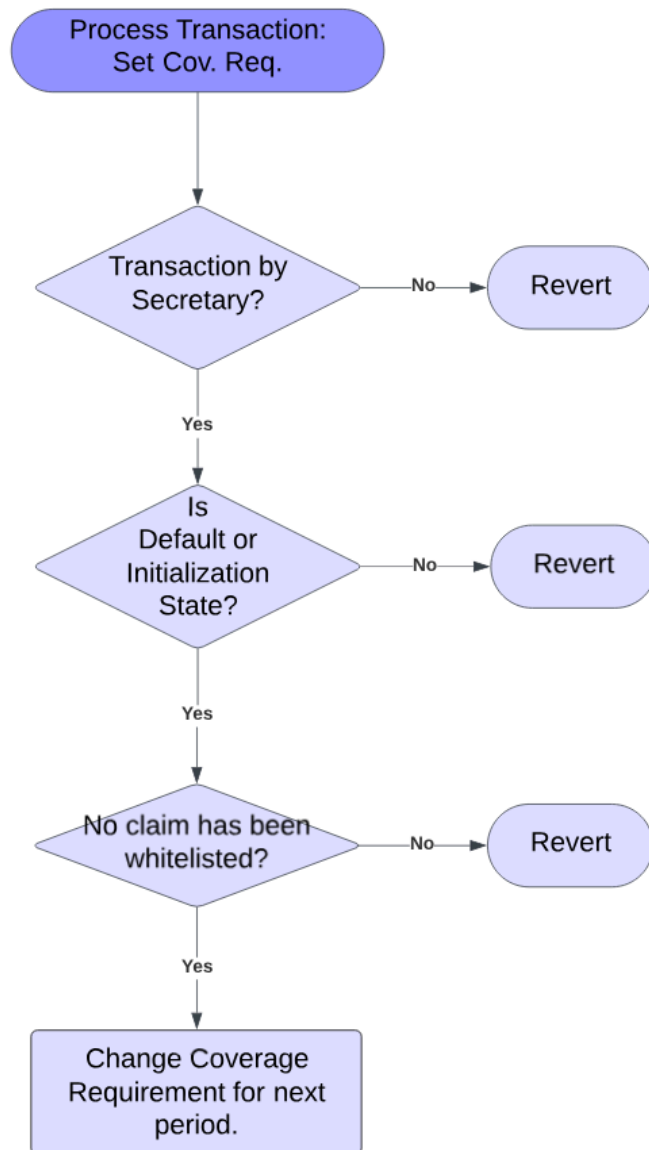 Process Transaction:
Set Cov. Req.
Transaction by
Secretary?
No
Revert
Yes
Is
Default or
Initialization
State?
No
Revert
Yes
No claim has been
whitelisted?
No
Revert
Yes
Change Coverage
Requirement for next
period.